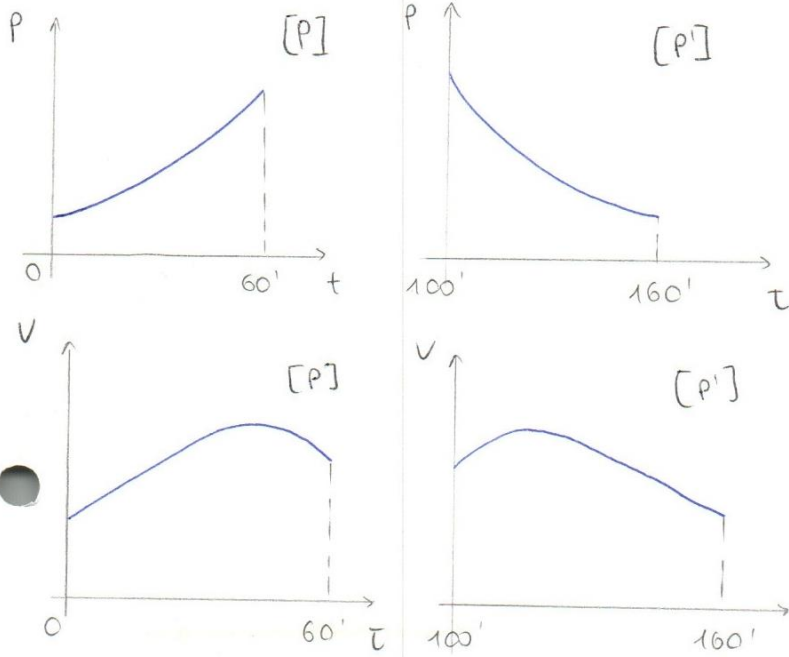 P [P]
0 60' t
P [P']
100' 160' τ
V [P]
0 60' τ
V [P']
100' 160'